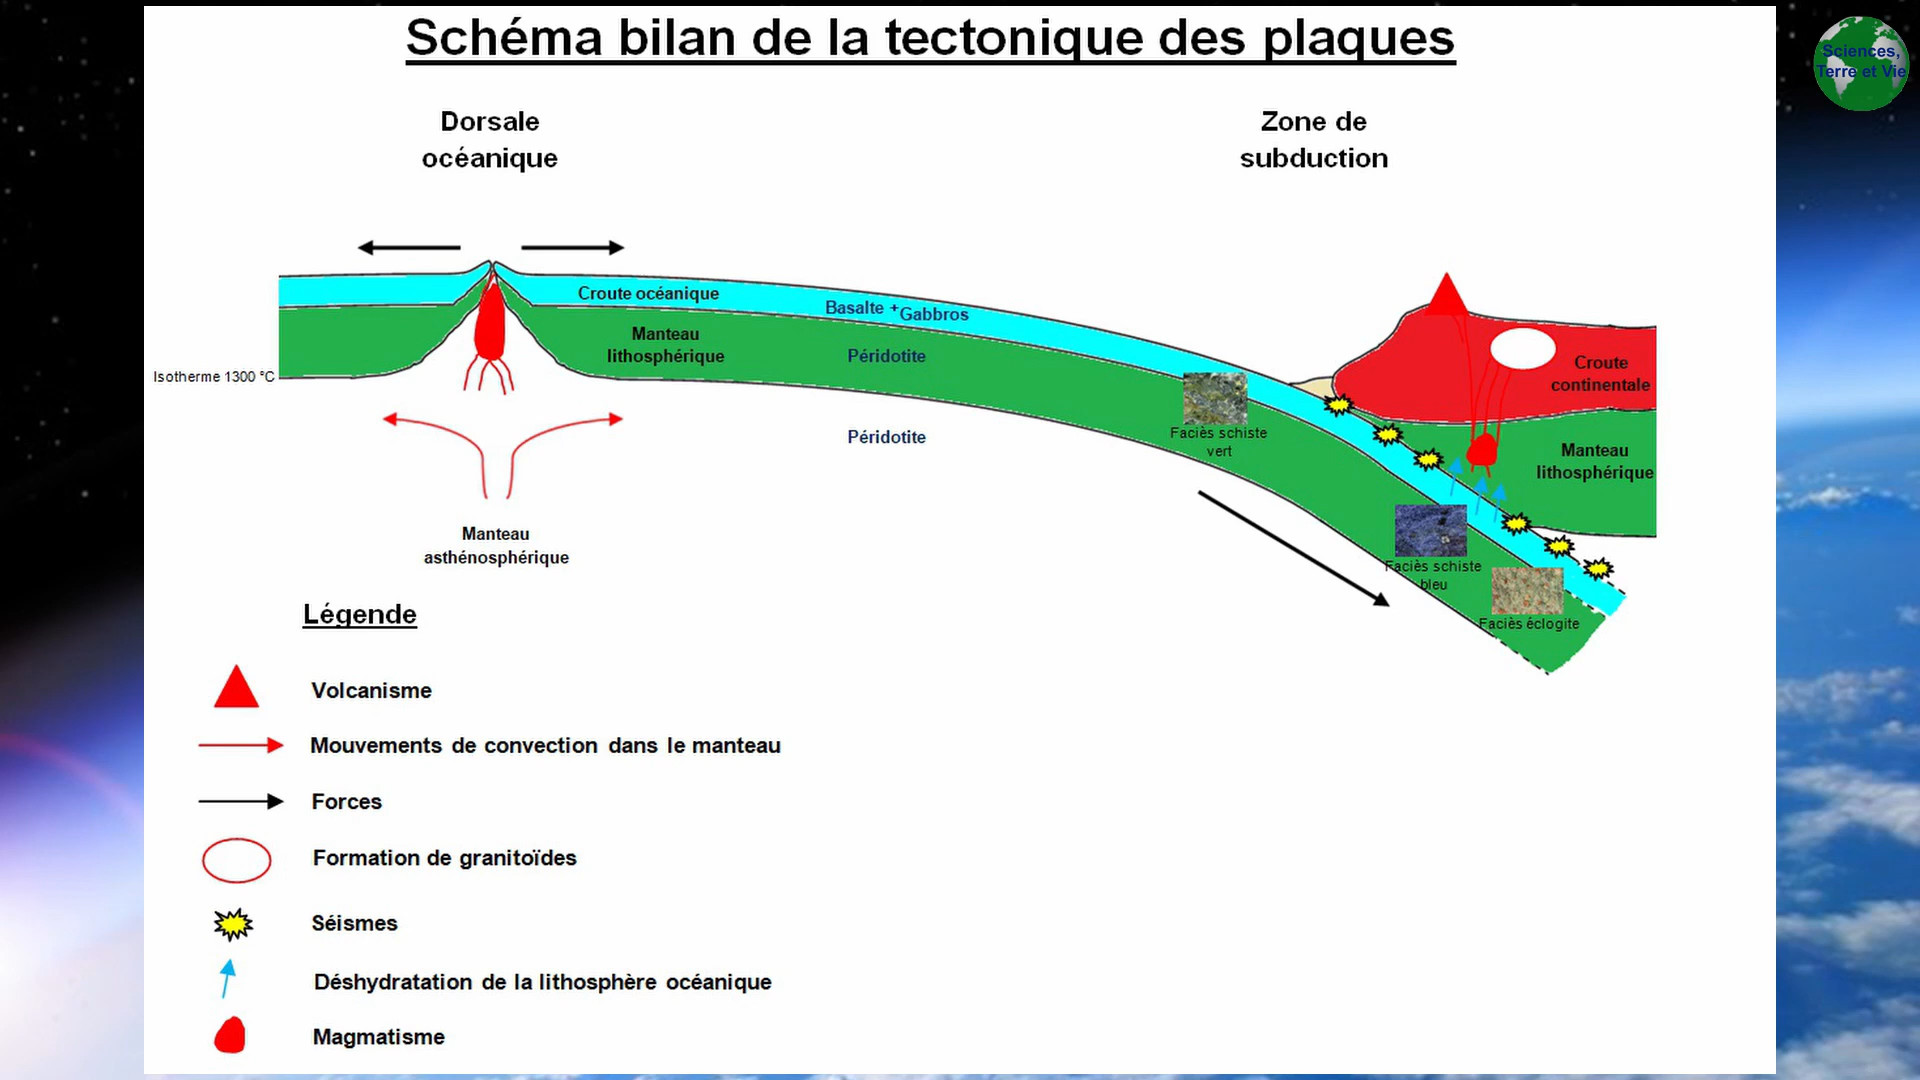 Schéma bilan de la tectonique des plaques
Sciences,
Terre et Vie
Dorsale
océanique
Zone de
subduction
Croute océanique
Basalte + Gabbros
Manteau
lithosphérique
Péridotite
Isotherme 1300 °C
Péridotite
Croute
continentale
Faciès schiste
vert
Manteau
lithosphérique
Manteau
asthénosphérique
Faciès schiste
bleu
Faciès éclogite
Légende
Volcanisme
Mouvements de convection dans le manteau
Forces
Formation de granitoïdes
Séismes
Déshydratation de la lithosphère océanique
Magmatisme